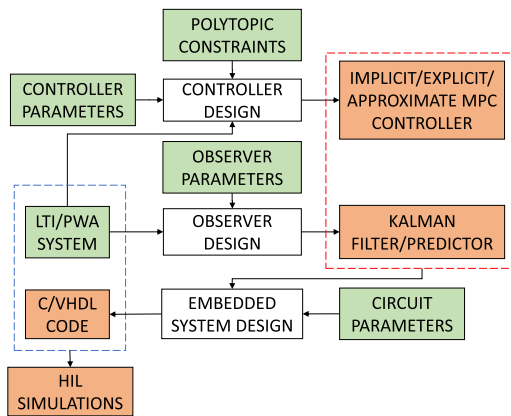 POLYTOPIC
CONSTRAINTS
CONTROLLER
PARAMETERS
CONTROLLER
DESIGN
IMPLICIT/EXPLICIT/
APPROXIMATE MPC
CONTROLLER
OBSERVER
PARAMETERS
LTI/PWA
SYSTEM
OBSERVER
DESIGN
KALMAN
FILTER/PREDICTOR
C/VHDL
CODE
EMBEDDED
SYSTEM DESIGN
CIRCUIT
PARAMETERS
HIL
SIMULATIONS